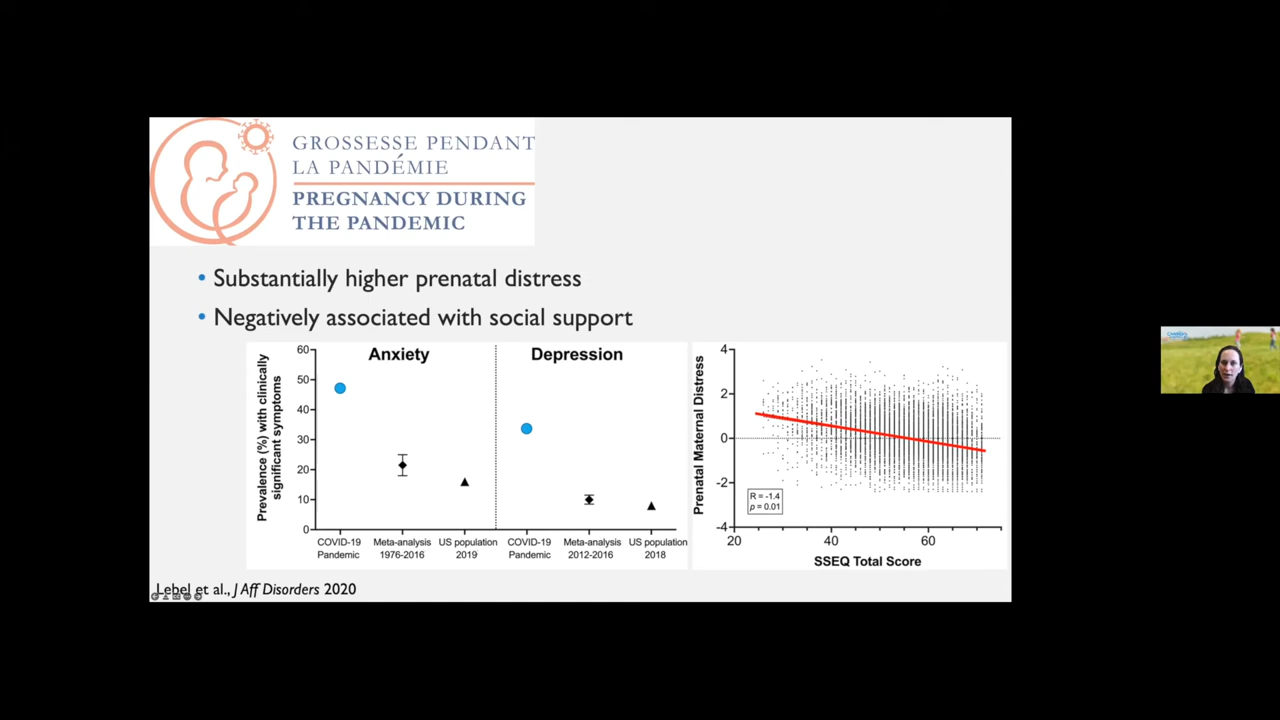 GROSSESSE PENDANT
LA PANDÉMIE
PREGNANCY DURING
THE PANDEMIC
• Substantially higher prenatal distress
• Negatively associated with social support
Prevalence (%) with clinically
significant symptoms
60
50
40
30
20
10
0
Anxiety
Depression
COVID-19
Pandemic
Meta-analysis
1976-2016
US population
2019
COVID-19
Pandemic
Meta-analysis
2012-2016
US population
2018
Prenatal Maternal Distress
4
2
0
-2
-4
R = -1.4
p = 0.01
20
40
60
SSEQ Total Score
Lebel et al., J Aff Disorders 2020